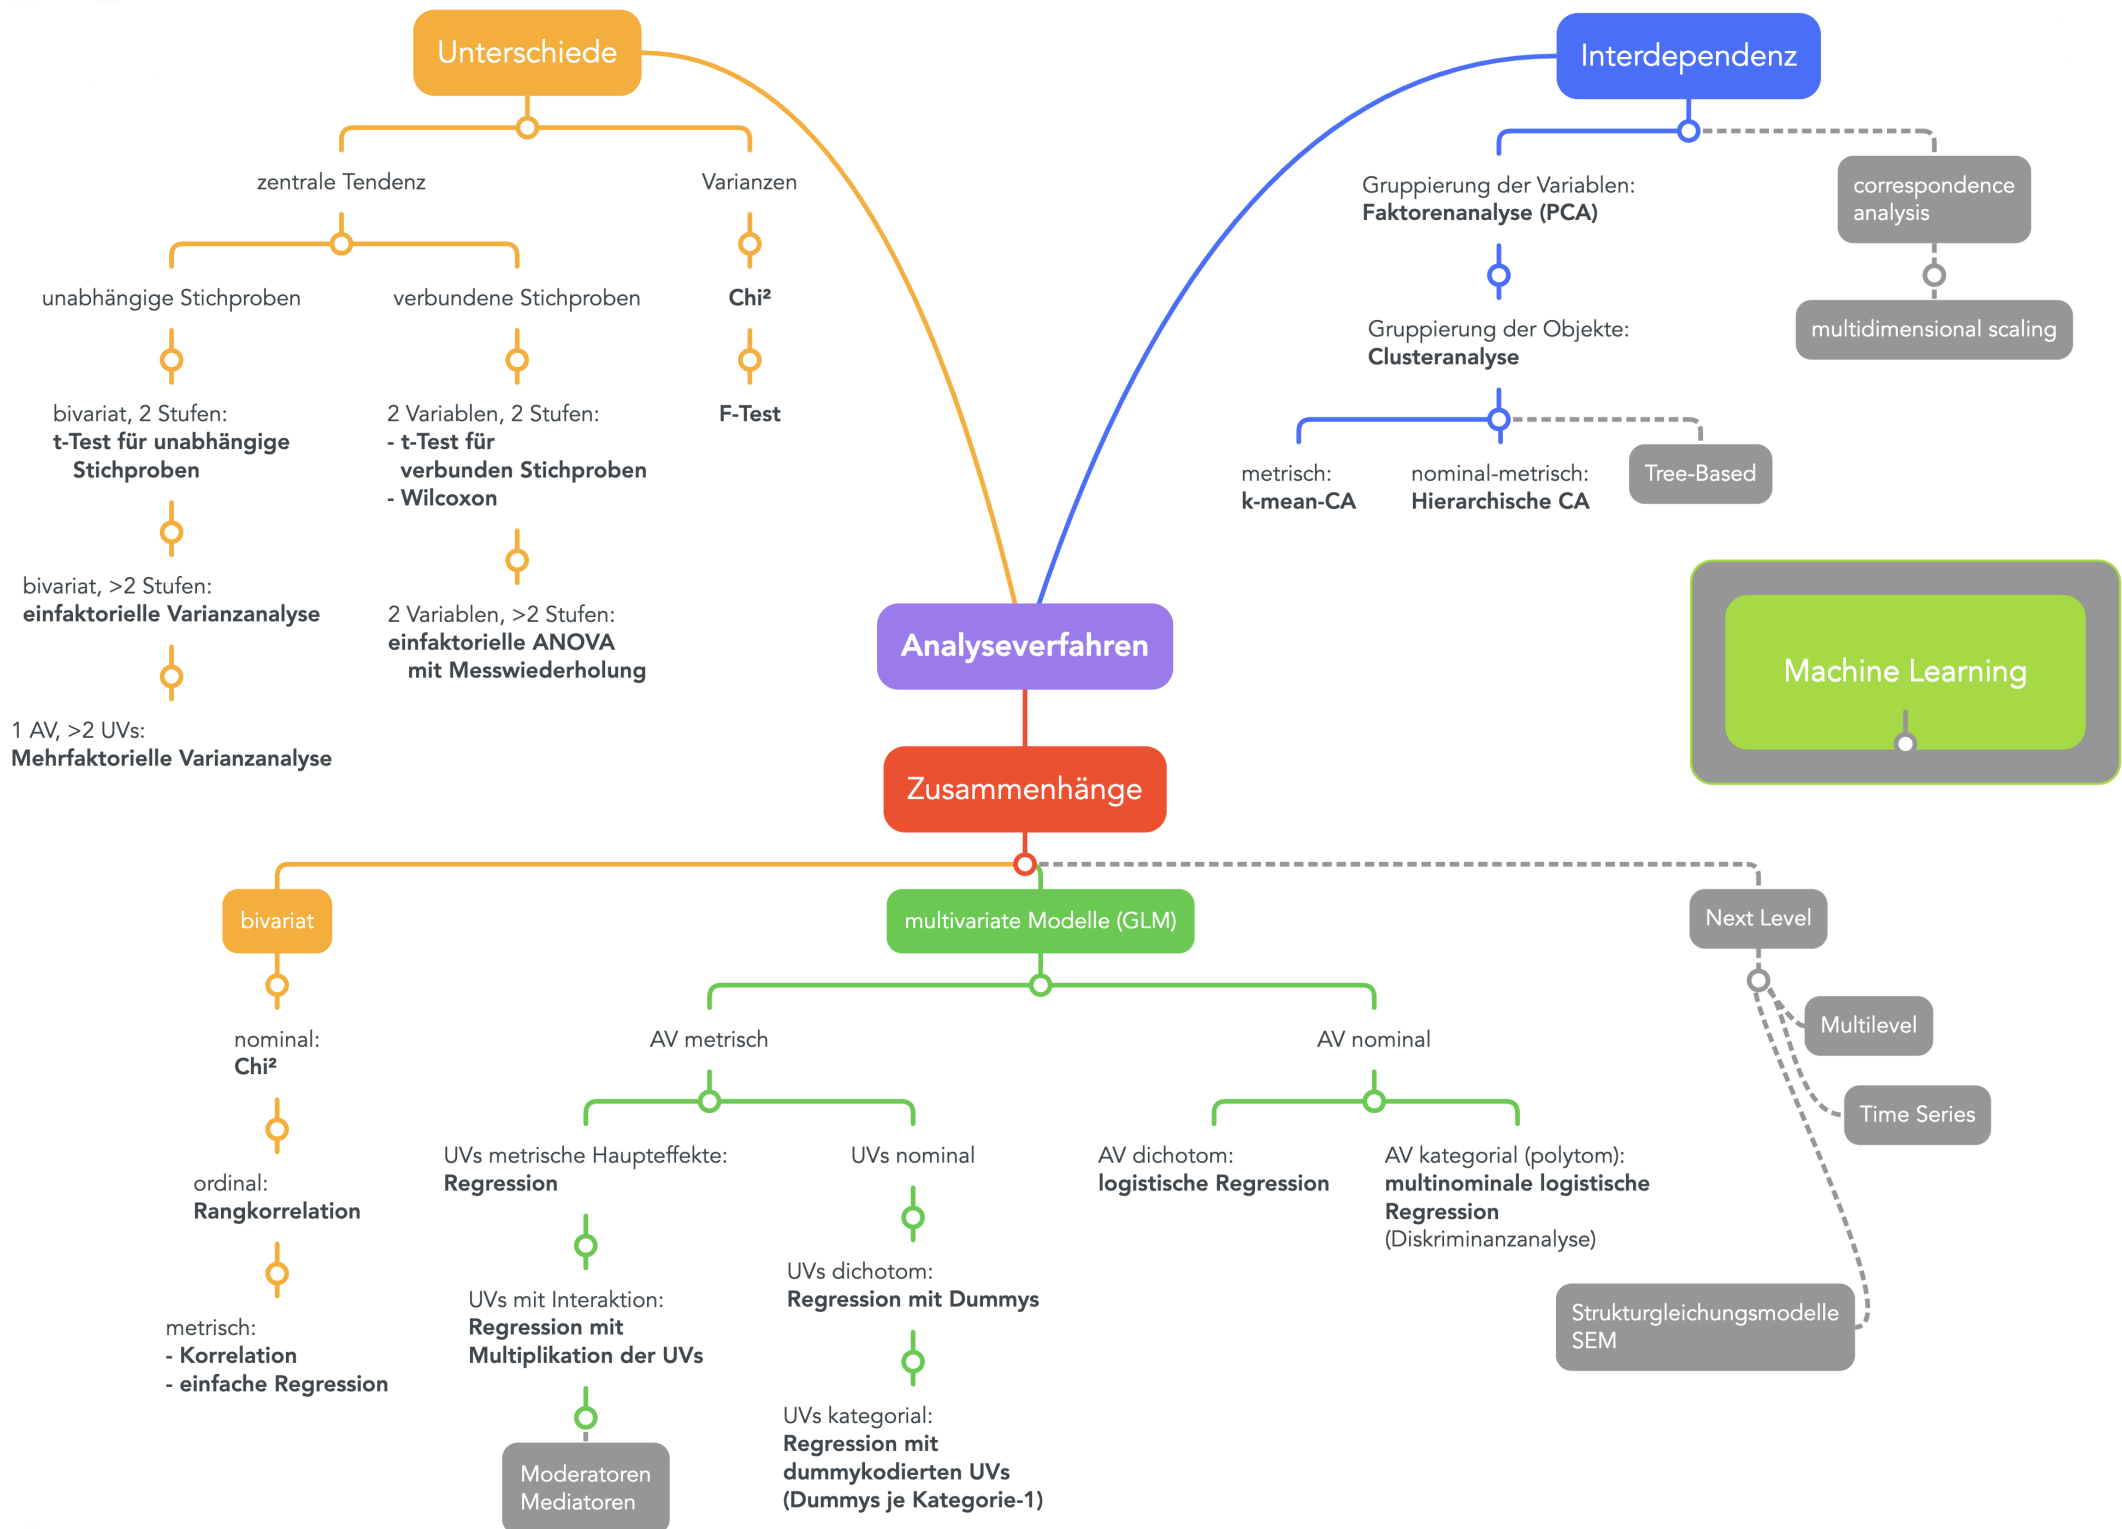 Unterschiede
zentrale Tendenz
Varianzen
unabhängige Stichproben
verbundene Stichproben
Chi²
F-Test
bivariat, 2 Stufen:
t-Test für unabhängige
Stichproben
2 Variablen, 2 Stufen:
- t-Test für
verbunden Stichproben
- Wilcoxon
bivariat, >2 Stufen:
einfaktorielle Varianzanalyse
2 Variablen, >2 Stufen:
einfaktorielle ANOVA
mit Messwiederholung
1 AV, >2 UVs:
Mehrfaktorielle Varianzanalyse
Interdependenz
Gruppierung der Variablen:
Faktorenanalyse (PCA)
correspondence
analysis
Gruppierung der Objekte:
Clusteranalyse
multidimensional scaling
metrisch:
k-mean-CA
nominal-metrisch:
Hierarchische CA
Tree-Based
Analyseverfahren
Machine Learning
Zusammenhänge
bivariat
nominal:
Chi²
ordinal:
Rangkorrelation
metrisch:
- Korrelation
- einfache Regression
multivariate Modelle (GLM)
AV metrisch
UVs metrische Haupteffekte:
Regression
UVs mit Interaktion:
Regression mit
Multiplikation der UVs
Moderatoren
Mediatoren
UVs nominal
UVs dichotom:
Regression mit Dummys
UVs kategorial:
Regression mit
dummykodierten UVs
(Dummys je Kategorie-1)
AV nominal
AV dichotom:
logistische Regression
AV kategorial (polytom):
multinominale logistische
Regression
(Diskriminanzanalyse)
Next Level
Multilevel
Time Series
Strukturgleichungsmodelle
SEM